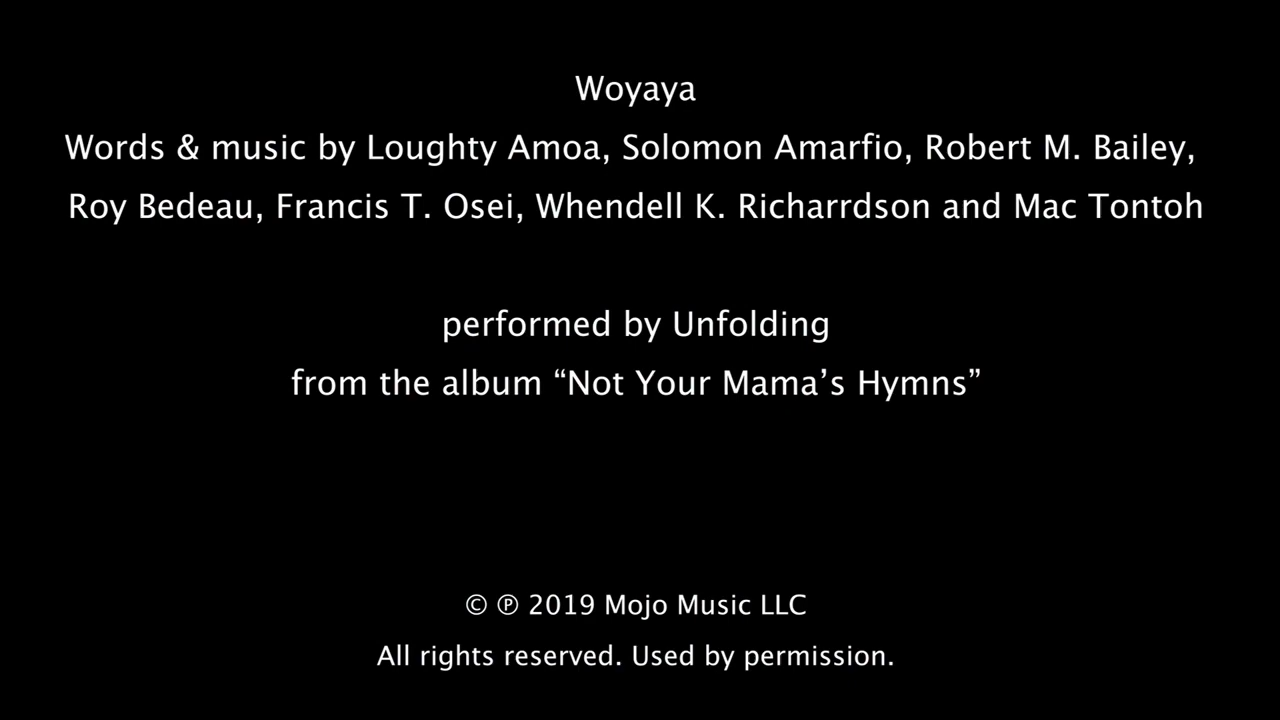 Woyaya
Words & music by Loughty Amoa, Solomon Amarfio, Robert M. Bailey,
Roy Bedeau, Francis T. Osei, Whendell K. Richarrdson and Mac Tontoh
performed by Unfolding
from the album “Not Your Mama’s Hymns”
© ℗ 2019 Mojo Music LLC
All rights reserved. Used by permission.